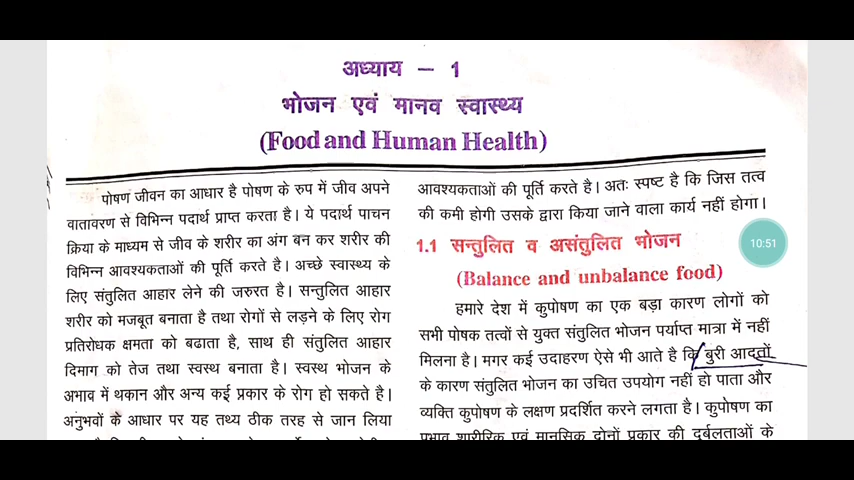 अध्याय – 1
भोजन एवं मानव स्वास्थ्य
(Food and Human Health)
पोषण जीवन का आधार है पोषण के रुप में जीव अपने
वातावरण से विभिन्न पदार्थ प्राप्त करता है। ये पदार्थ पाचन
क्रिया के माध्यम से जीव के शरीर का अंग बन कर शरीर की
विभिन्न आवश्यकताओं की पूर्ति करते है। अच्छे स्वास्थ्य के
लिए संतुलित आहार लेने की जरुरत है। सन्तुलित आहार
शरीर को मजबूत बनाता है तथा रोगों से लड़ने के लिए रोग
प्रतिरोधक क्षमता को बढाता है, साथ ही संतुलित आहार
दिमाग को तेज तथा स्वस्थ बनाता है। स्वस्थ भोजन के
अभाव में थकान और अन्य कई प्रकार के रोग हो सकते है।
अनुभवों के आधार पर यह तथ्य ठीक तरह से जान लिया
आवश्यकताओं की पूर्ति करते है। अतः स्पष्ट है कि जिस तत्व
की कमी होगी उसके द्वारा किया जाने वाला कार्य नहीं होगा।
1.1 सन्तुलित व असंतुलित भोजन
(Balance and unbalance food)
10:51
हमारे देश में कुपोषण का एक बड़ा कारण लोगों को
सभी पोषक तत्वों से युक्त संतुलित भोजन पर्याप्त मात्रा में नहीं
मिलना है। मगर कई उदाहरण ऐसे भी आते है कि बुरी आदतों
के कारण संतुलित भोजन का उचित उपयोग नहीं हो पाता और
व्यक्ति कुपोषण के लक्षण प्रदर्शित करने लगता है। कुपोषण का
प्रभाव शारीरिक एवं मानसिक दोनों प्रकार की दुर्बलताओं के